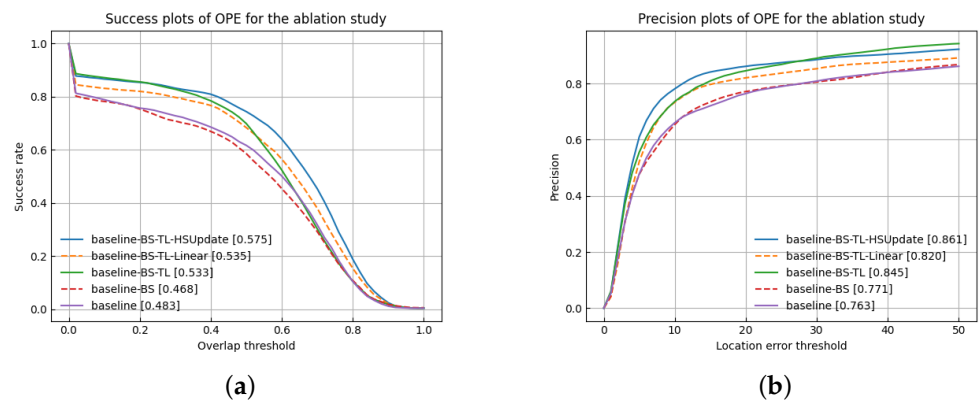 Success plots of OPE for the ablation study
1.0
0.8
0.6
0.4
0.2
0.0
Success rate
baseline-BS-TL-HSUpdate [0.575]
baseline-BS-TL-Linear [0.535]
baseline-BS-TL [0.533]
baseline-BS [0.468]
baseline [0.483]
0.0 0.2 0.4 0.6 0.8 1.0
Overlap threshold
(a)
Precision plots of OPE for the ablation study
0.8
0.6
0.4
0.2
0.0
Precision
baseline-BS-TL-HSUpdate [0.861]
baseline-BS-TL-Linear [0.820]
baseline-BS-TL [0.845]
baseline-BS [0.771]
baseline [0.763]
0 10 20 30 40 50
Location error threshold
(b)